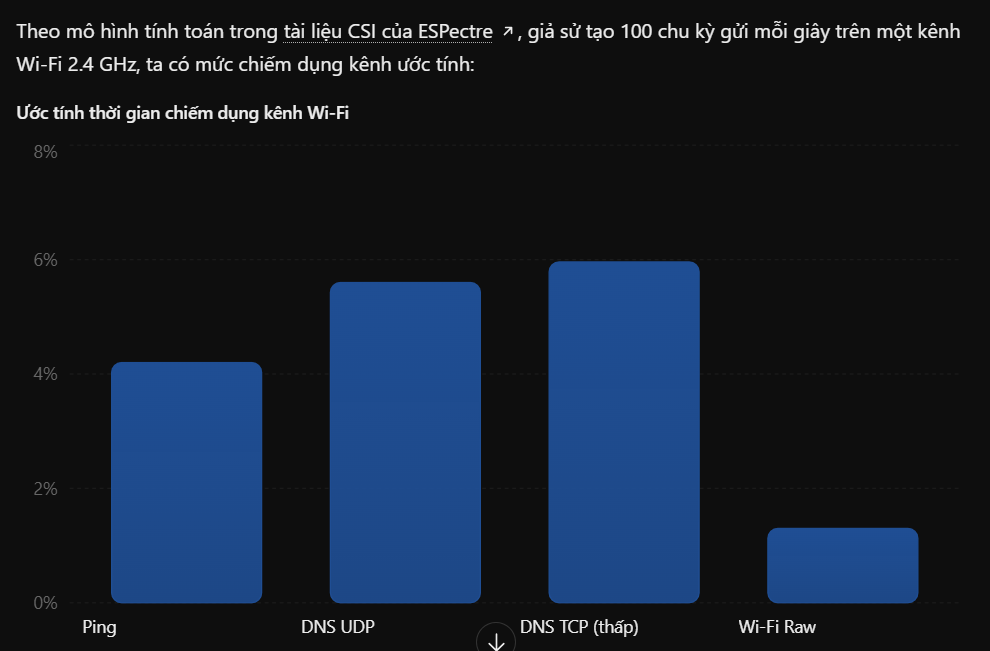 Theo mô hình tính toán trong tài liệu CSI của ESPectre ↗, giả sử tạo 100 chu kỳ gửi mỗi giây trên một kênh
Wi-Fi 2.4 GHz, ta có mức chiếm dụng kênh ước tính:
Ước tính thời gian chiếm dụng kênh Wi-Fi
8%
6%
4%
2%
0%
Ping
DNS UDP
DNS TCP (thấp)
Wi-Fi Raw